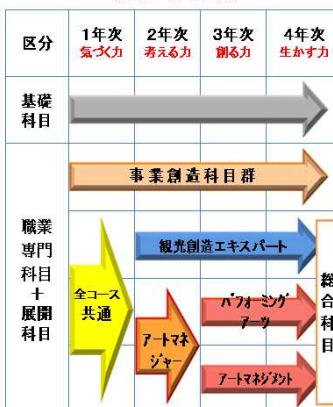 区分
1年次
気づく力
2年次
考える力
3年次
創る力
4年次
生かす力
基礎
科目
職業
専門
科目
+
展開
科目
事業創造科目群
全コース
共通
観光創造エキスパート
アートマネ
ジャー
パフォーミング
アーツ
アートマネジメント
総
合
科
目